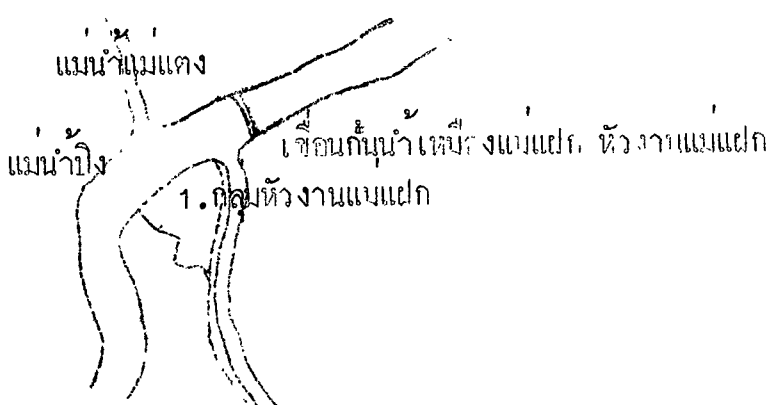 แม่น้ำแม่แตง
แม่น้ำปิง
เขื่อนกั้นน้ำเหมืองแม่แฝก หัวงานแม่แฝก
1.กลุ่มหัวงานแม่แฝก